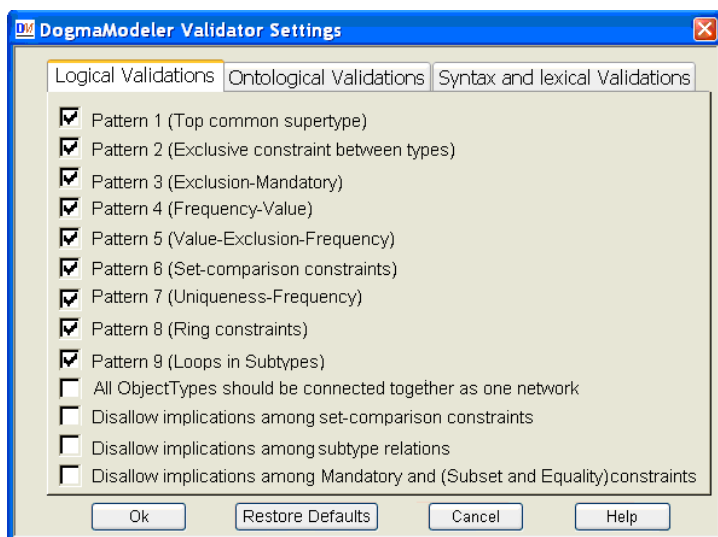 DM DogmaModeler Validator Settings
Logical Validations Ontological Validations Syntax and lexical Validations
Pattern 1 (Top common supertype)
Pattern 2 (Exclusive constraint between types)
Pattern 3 (Exclusion-Mandatory)
Pattern 4 (Frequency-Value)
Pattern 5 (Value-Exclusion-Frequency)
Pattern 6 (Set-comparison constraints)
Pattern 7 (Uniqueness-Frequency)
Pattern 8 (Ring constraints)
Pattern 9 (Loops in Subtypes)
All ObjectTypes should be connected together as one network
Disallow implications among set-comparison constraints
Disallow implications among subtype relations
Disallow implications among Mandatory and (Subset and Equality)constraints
Ok Restore Defaults Cancel Help